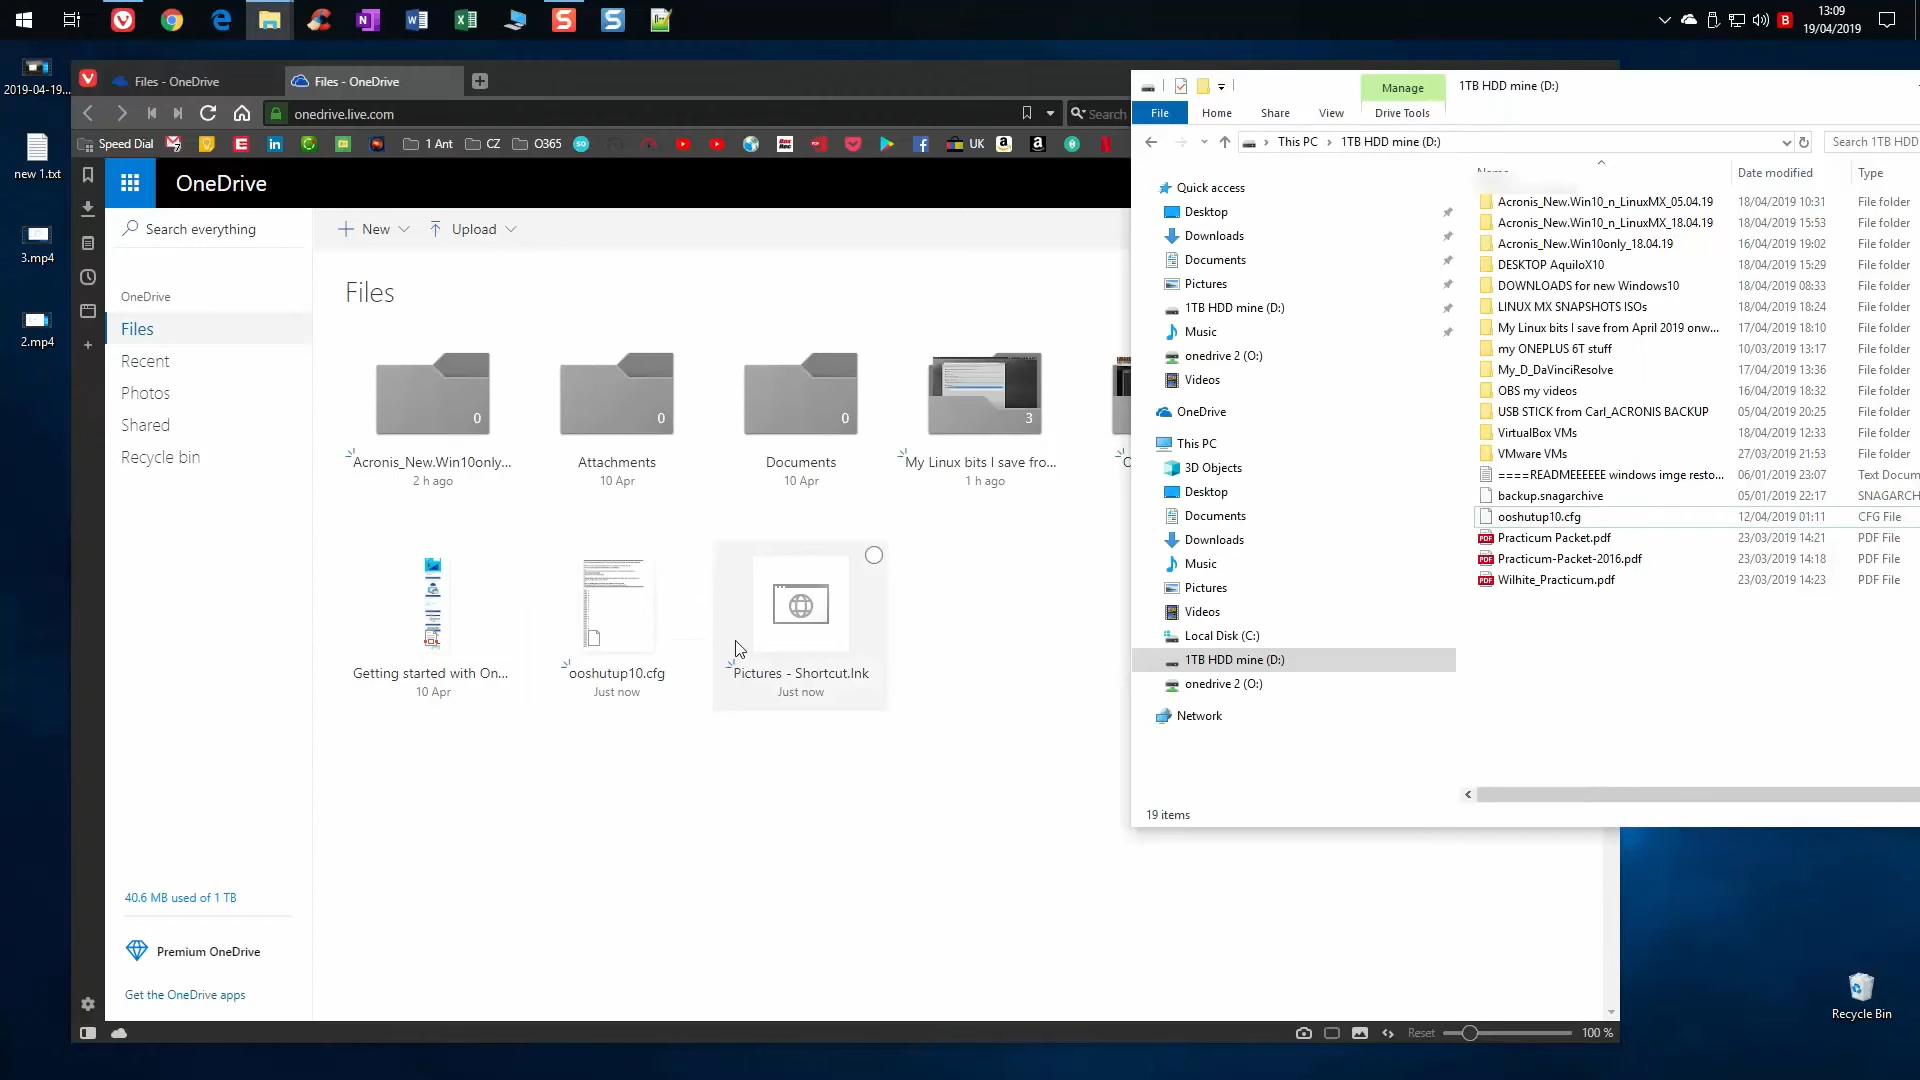 13:09
19/04/2019
2019-04-19...
new 1.txt
3.mp4
2.mp4
Files - OneDrive
Files - OneDrive
onedrive.live.com
Search
Speed Dial
1 Ant
CZ
O365
UK
OneDrive
Search everything
New
Upload
OneDrive
Files
Recent
Photos
Shared
Recycle bin
Files
0
0
0
3
Acronis_New.Win10only...
2 h ago
Attachments
10 Apr
Documents
10 Apr
My Linux bits I save fro...
1 h ago
Getting started with On...
10 Apr
ooshutup10.cfg
Just now
Pictures - Shortcut.lnk
Just now
40.6 MB used of 1 TB
Premium OneDrive
Get the OneDrive apps
Reset
100 %
Manage
1TB HDD mine (D:)
File
Home
Share
View
Drive Tools
This PC
1TB HDD mine (D:)
Search 1TB HDD
Quick access
Desktop
Downloads
Documents
Pictures
1TB HDD mine (D:)
Music
onedrive 2 (O:)
Videos
OneDrive
This PC
3D Objects
Desktop
Documents
Downloads
Music
Pictures
Videos
Local Disk (C:)
1TB HDD mine (D:)
onedrive 2 (O:)
Network
Name Date modified Type
Acronis_New.Win10_n_LinuxMX_05.04.19 18/04/2019 10:31 File folder
Acronis_New.Win10_n_LinuxMX_18.04.19 18/04/2019 15:53 File folder
Acronis_New.Win10only_18.04.19 16/04/2019 19:02 File folder
DESKTOP AquiloX10 18/04/2019 15:29 File folder
DOWNLOADS for new Windows10 18/04/2019 08:33 File folder
LINUX MX SNAPSHOTS ISOs 18/04/2019 18:24 File folder
My Linux bits I save from April 2019 onw... 17/04/2019 18:10 File folder
my ONEPLUS 6T stuff 10/03/2019 13:17 File folder
My_D_DaVinciResolve 17/04/2019 13:36 File folder
OBS my videos 16/04/2019 18:32 File folder
USB STICK from Carl_ACRONIS BACKUP 05/04/2019 20:25 File folder
VirtualBox VMs 18/04/2019 12:33 File folder
VMware VMs 27/03/2019 21:53 File folder
====READMEEEEEE windows imge resto... 06/01/2019 23:07 Text Docum
backup.snagarchive 05/01/2019 22:17 SNAGARCH
ooshutup10.cfg 12/04/2019 01:11 CFG File
Practicum Packet.pdf 23/03/2019 14:21 PDF File
Practicum-Packet-2016.pdf 23/03/2019 14:18 PDF File
Wilhite_Practicum.pdf 23/03/2019 14:23 PDF File
19 items
Recycle Bin